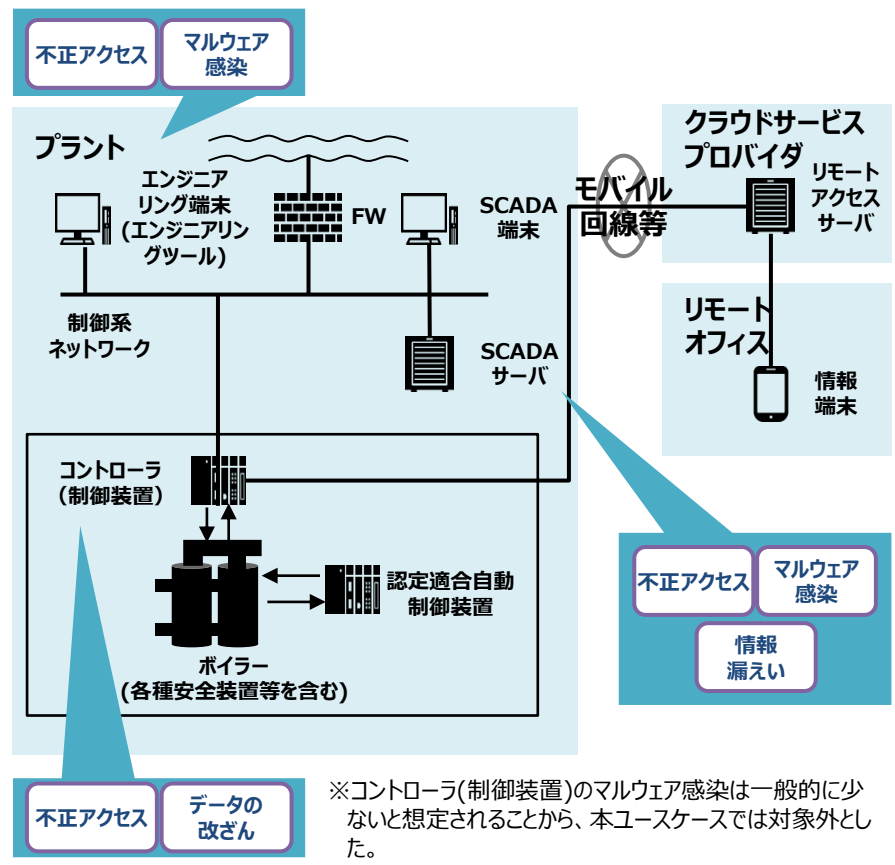 不正アクセス
マルウェア
感染
プラント
エンジニア
リング端末
(エンジニアリン
グツール)
FW
SCADA
端末
モバイル
回線等
クラウドサービス
プロバイダ
リモート
アクセス
サーバ
制御系
ネットワーク
SCADA
サーバ
リモート
オフィス
情報
端末
コントローラ
（制御装置）
認定適合自動
制御装置
ボイラー
(各種安全装置等を含む)
不正アクセス
マルウェア
感染
情報
漏えい
不正アクセス
データの
改ざん
※コントローラ(制御装置)のマルウェア感染は一般的に少
ないと想定されることから、本ユースケースでは対象外とし
た。